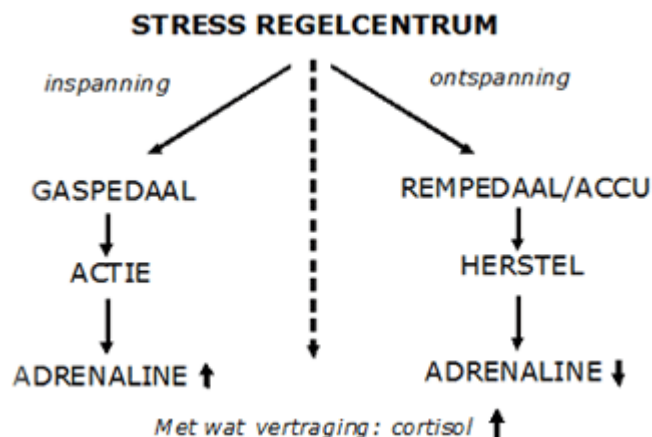 STRESS REGELCENTRUM
inspanning
ontspanning
GASPEDAAL
REMPEDAAL/ACCU
ACTIE
HERSTEL
ADRENALINE
ADRENALINE
Met wat vertraging: cortisol